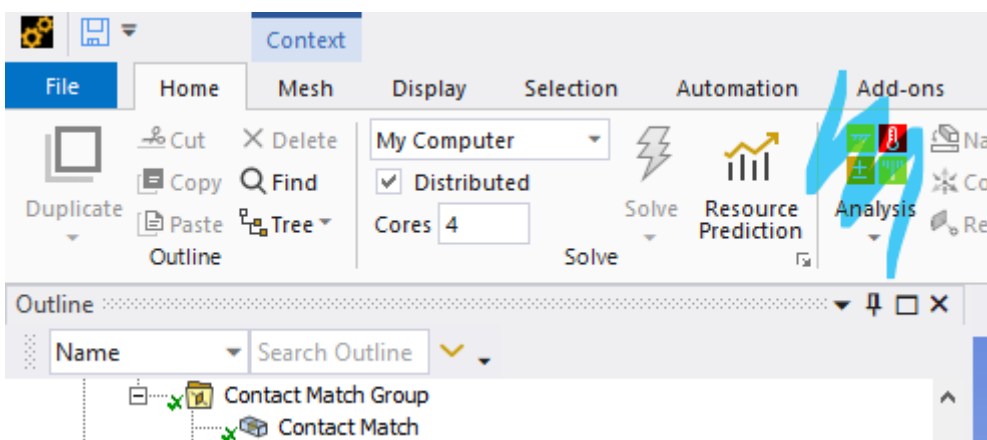 Context
File Home Mesh Display Selection Automation Add-ons
Cut Delete My Computer
Copy Find Distributed
Duplicate Paste Tree Cores 4 Solve Resource Prediction Analysis
Outline Solve
Outline
Name Search Outline
Contact Match Group
Contact Match